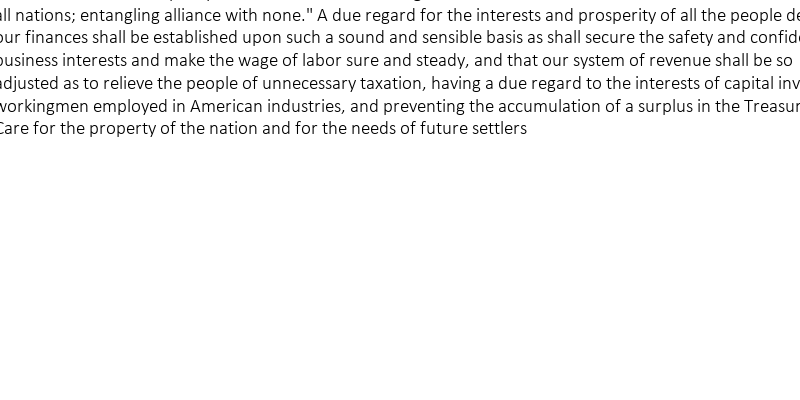 all nations; entangling alliance with none." A due regard for the interests and prosperity of all the people
our finances shall be established upon such a sound and sensible basis as shall secure the safety and
business interests and make the wage of labor sure and steady, and that our system of revenue shall be so
adjusted as to relieve the people of unnecessary taxation, having a due regard to the interests of capital
workingmen employed in American industries, and preventing the accumulation of a surplus in the
Care for the property of the nation and for the needs of future settlers